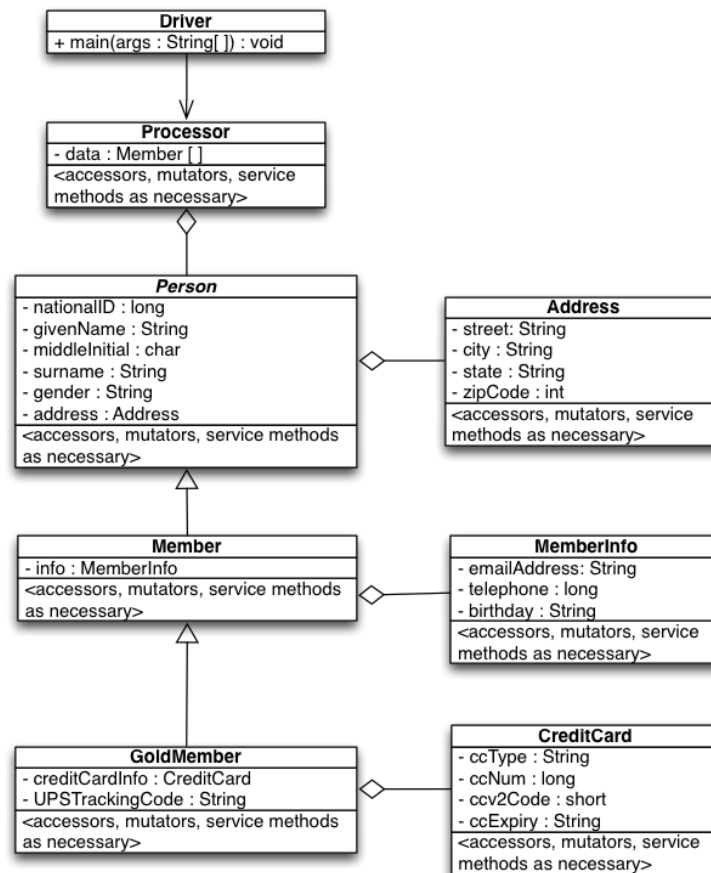 Driver
+ main(args : String[ ]) : void
Processor
- data : Member [ ]
<accessors, mutators, service
methods as necessary>
Person
- nationalID : long
- givenName : String
- middleInitial : char
- surname : String
- gender : String
- address : Address
<accessors, mutators, service methods
as necessary>
Address
- street: String
- city : String
- state : String
- zipCode : int
<accessors, mutators, service
methods as necessary>
Member
- info : MemberInfo
<accessors, mutators, service methods
as necessary>
MemberInfo
- emailAddress: String
- telephone : long
- birthday : String
<accessors, mutators, service
methods as necessary>
GoldMember
- creditCardInfo : CreditCard
- UPSTrackingCode : String
<accessors, mutators, service methods
as necessary>
CreditCard
- ccType : String
- ccNum : long
- ccv2Code : short
- ccExpiry : String
<accessors, mutators, service
methods as necessary>